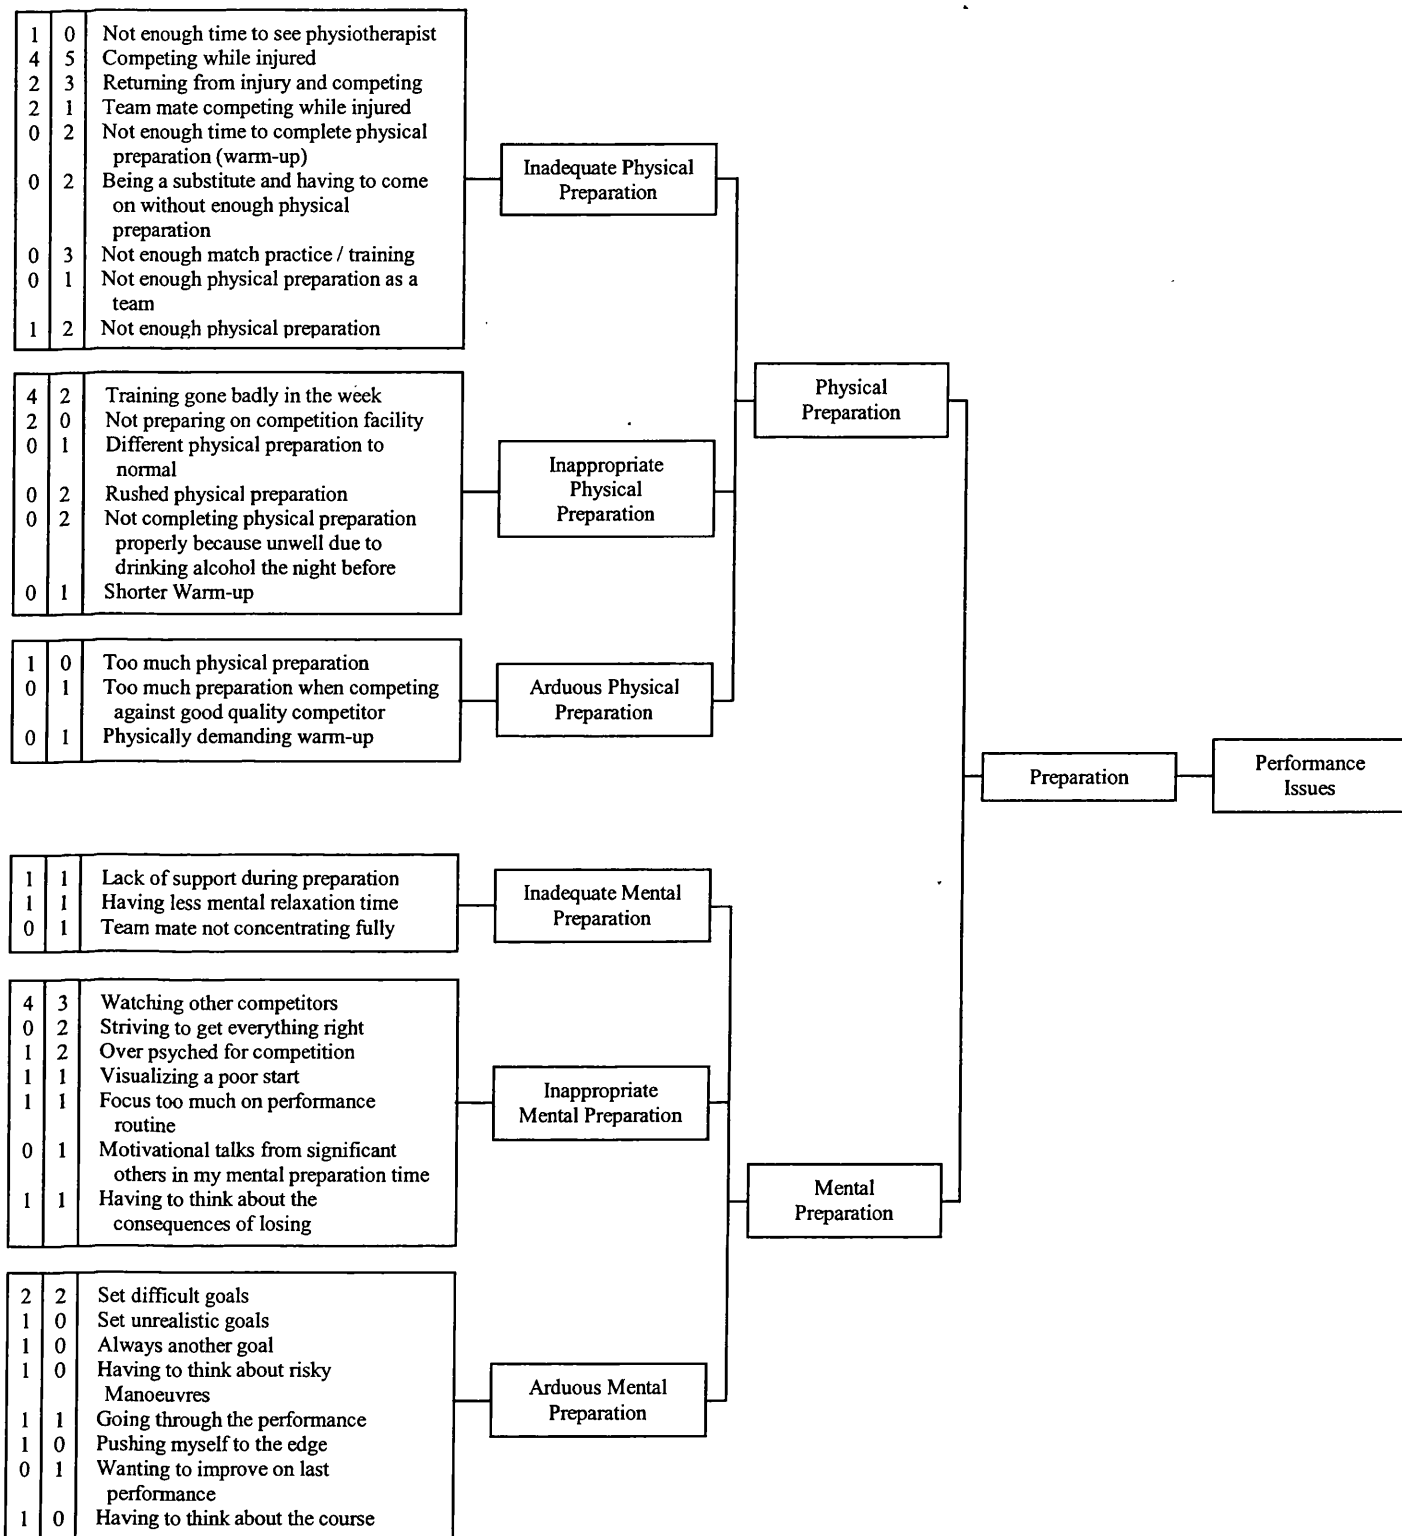 1 0 Not enough time to see physiotherapist
4 5 Competing while injured
2 3 Returning from injury and competing
2 1 Team mate competing while injured
0 2 Not enough time to complete physical
preparation (warm-up)
0 2 Being a substitute and having to come
on without enough physical
preparation
0 3 Not enough match practice / training
0 1 Not enough physical preparation as a
team
1 2 Not enough physical preparation
Inadequate Physical
Preparation
4 2 Training gone badly in the week
2 0 Not preparing on competition facility
0 1 Different physical preparation to
normal
0 2 Rushed physical preparation
0 2 Not completing physical preparation
properly because unwell due to
drinking alcohol the night before
0 1 Shorter Warm-up
Inappropriate
Physical
Preparation
1 0 Too much physical preparation
0 1 Too much preparation when competing
against good quality competitor
0 1 Physically demanding warm-up
Arduous Physical
Preparation
Physical
Preparation
1 1 Lack of support during preparation
1 1 Having less mental relaxation time
0 1 Team mate not concentrating fully
Inadequate Mental
Preparation
4 3 Watching other competitors
0 2 Striving to get everything right
1 2 Over psyched for competition
1 1 Visualizing a poor start
1 1 Focus too much on performance
routine
0 1 Motivational talks from significant
others in my mental preparation time
1 1 Having to think about the
consequences of losing
Inappropriate
Mental Preparation
2 2 Set difficult goals
1 0 Set unrealistic goals
1 0 Always another goal
1 0 Having to think about risky
Manoeuvres
1 1 Going through the performance
1 0 Pushing myself to the edge
0 1 Wanting to improve on last
performance
1 0 Having to think about the course
Arduous Mental
Preparation
Mental
Preparation
Preparation
Performance
Issues